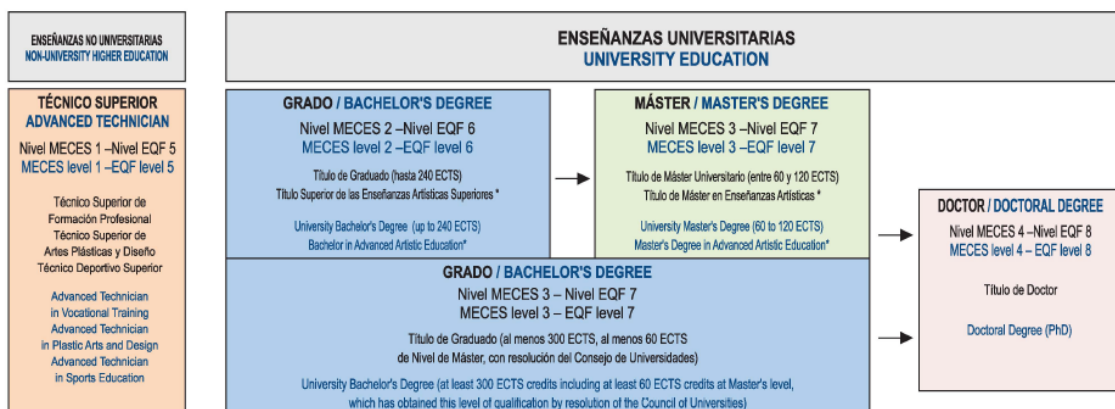 ENSEÑANZAS NO UNIVERSITARIAS
NON-UNIVERSITY HIGHER EDUCATION
TÉCNICO SUPERIOR
ADVANCED TECHNICIAN
Nivel MECES 1 –Nivel EQF 5
MECES level 1 –EQF level 5
Técnico Superior de
Formación Profesional
Técnico Superior de
Artes Plásticas y Diseño
Técnico Deportivo Superior
Advanced Technician
in Vocational Training
Advanced Technician
in Plastic Arts and Design
Advanced Technician
in Sports Education
ENSEÑANZAS UNIVERSITARIAS
UNIVERSITY EDUCATION
GRADO / BACHELOR'S DEGREE
Nivel MECES 2 –Nivel EQF 6
MECES level 2 –EQF level 6
Título de Graduado (hasta 240 ECTS)
Título Superior de las Enseñanzas Artísticas Superiores *
University Bachelor's Degree (up to 240 ECTS)
Bachelor in Advanced Artistic Education*
MÁSTER / MASTER'S DEGREE
Nivel MECES 3 –Nivel EQF 7
MECES level 3 –EQF level 7
Título de Máster Universitario (entre 60 y 120 ECTS)
Título de Máster en Enseñanzas Artísticas *
University Master's Degree (60 to 120 ECTS)
Master's Degree in Advanced Artistic Education*
GRADO / BACHELOR'S DEGREE
Nivel MECES 3 – Nivel EQF 7
MECES level 3 – EQF level 7
Título de Graduado (al menos 300 ECTS, al menos 60 ECTS
de Nivel de Máster, con resolución del Consejo de Universidades)
University Bachelor's Degree (at least 300 ECTS credits including at least 60 ECTS credits at Master's level,
which has obtained this level of qualification by resolution of the Council of Universities)
DOCTOR / DOCTORAL DEGREE
Nivel MECES 4 –Nivel EQF 8
MECES level 4 – EQF level 8
Título de Doctor
Doctoral Degree (PhD)